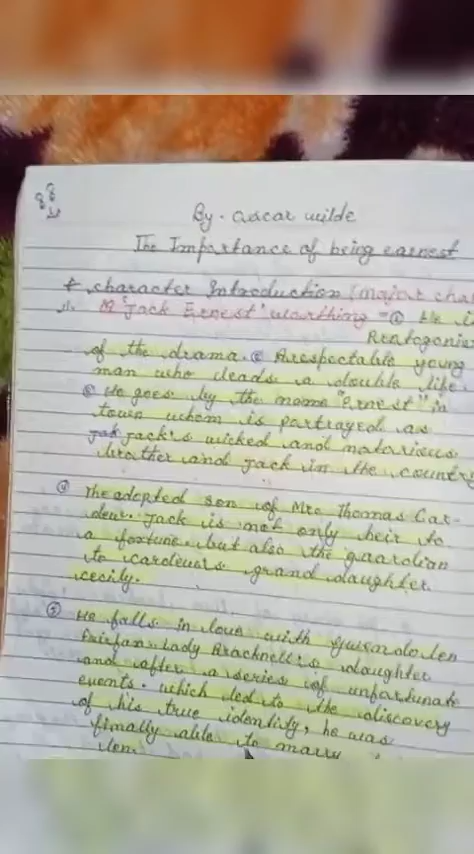 By. Oscar wilde
The Importance of being earnest
* character Introduction (major cha
"Jack Ernest" warthing = ① He i
Rentogonis
of the drama. ② A respectable young
man who leads a double life.
③ He goes by the name "Ernest" in
town whom is partrayed as
jack's wicked and notarious
brather and jack in the country
④ The adopted son of Mr. Thomas Car-
dew. Jack is not only heir to
a fortune. but also the guardian
to cardew's grand daughter
cecily.
⑤ He falls in love with gwendolen
Fairfax. Lady Bracknell's daughter
and after a series of unfortunate
events. which led to the discovery
of his true identity, he was
finally able to marry